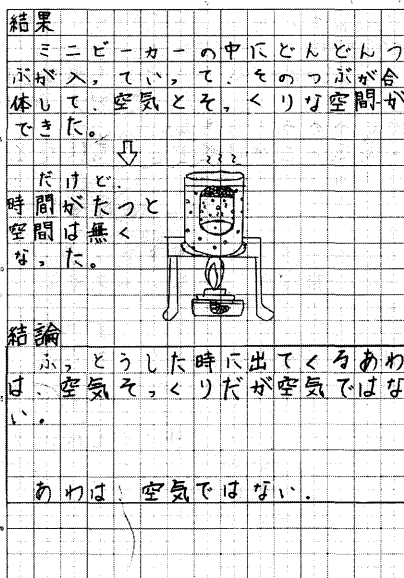 結果
ミニビーカーの中にどんどんつ
ぶが入っていって、そのつぶが合
体して、空気とそっくりな空間が
できた。
だけど、
時間がたつと
空間は無く
なった。
結論
ふっとうした時に出てくるあわ
は、空気そっくりだが空気ではな
い。
あわは、空気ではない。